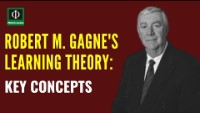 ROBERT M. GAGNE'S
LEARNING THEORY:
KEY CONCEPTS